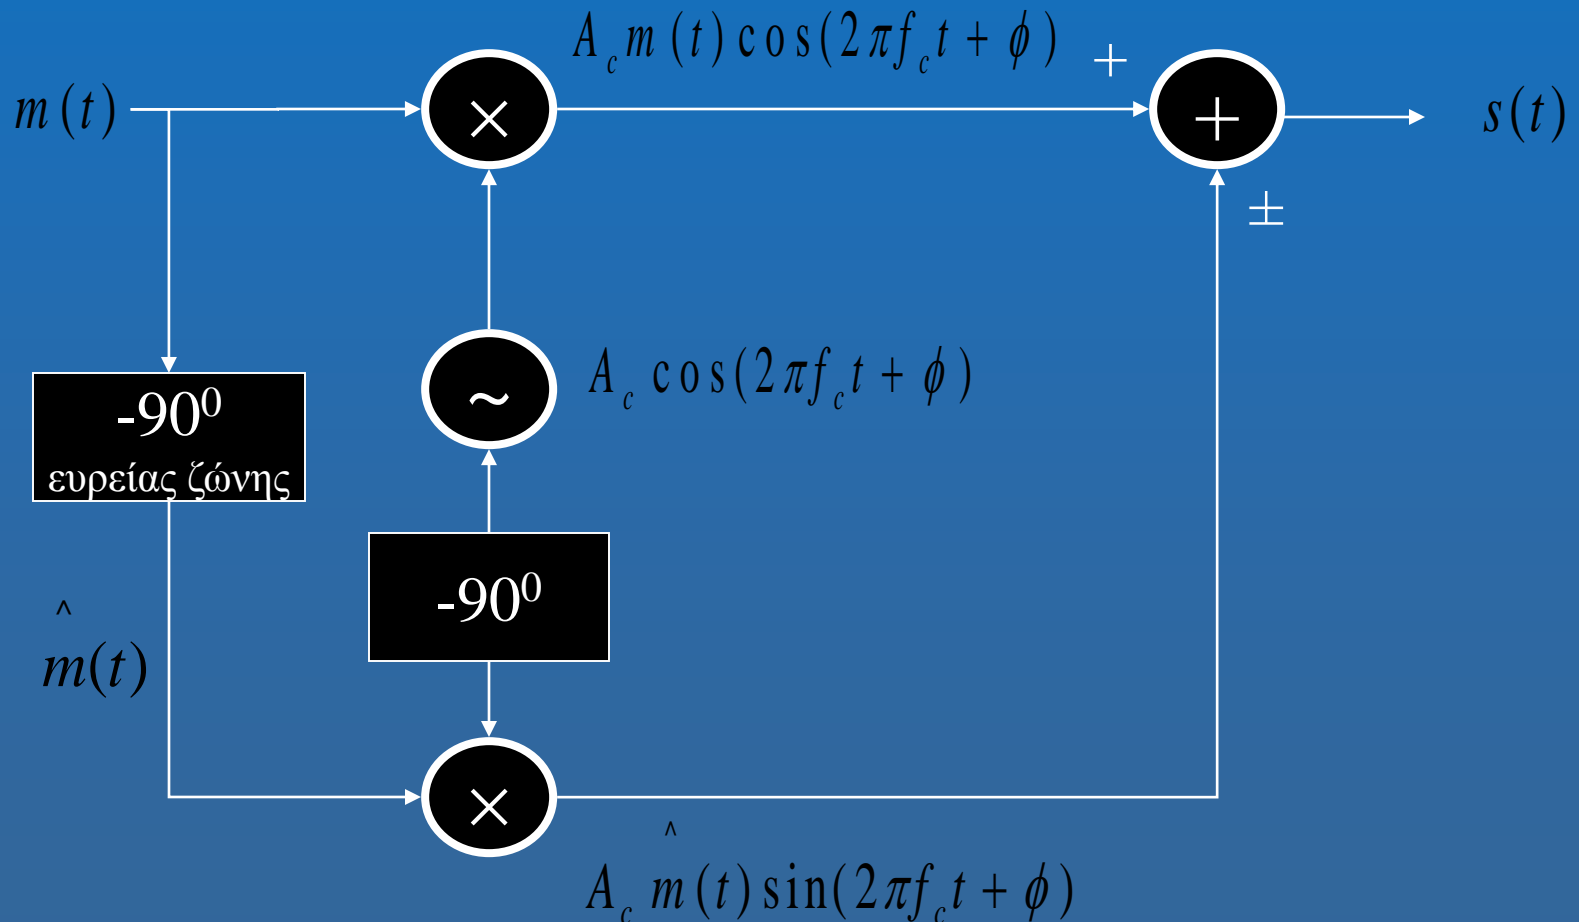 A_c m(t) cos(2πf_c t + ϕ)
+
m(t)
×
+
s(t)
±
~
A_c cos(2πf_c t + ϕ)
-90⁰
ευρείας ζώνης
-90⁰
m̂(t)
×
A_c m̂(t) sin(2πf_c t + ϕ)